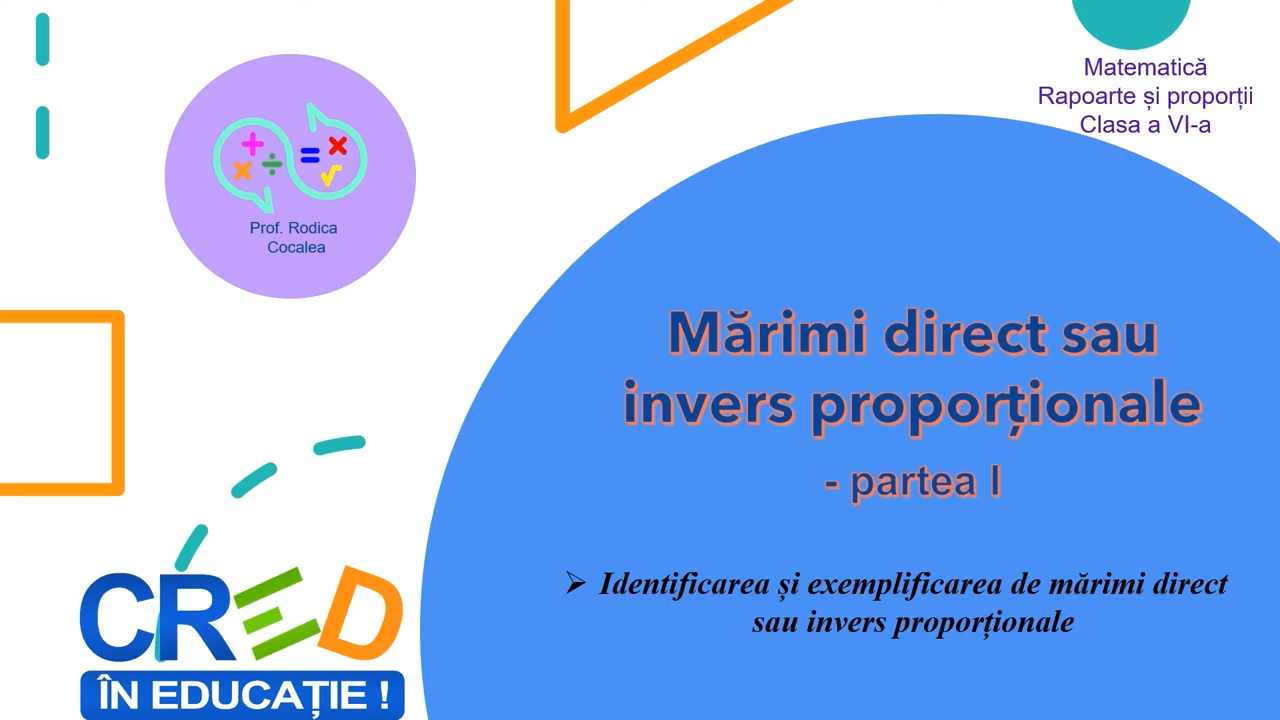 Matematică
Rapoarte și proporții
Clasa a VI-a
Prof. Rodica
Cocalea
Mărimi direct sau
invers proporționale
- partea I
➢ Identificarea și exemplificarea de mărimi direct
sau invers proporționale
CRED
ÎN EDUCAȚIE !